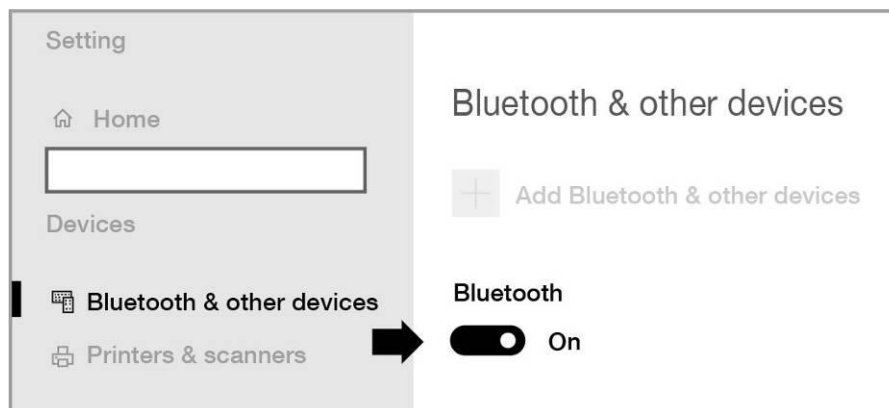 Setting
Home
Devices
Bluetooth & other devices
Printers & scanners
Bluetooth & other devices
Add Bluetooth & other devices
Bluetooth
On